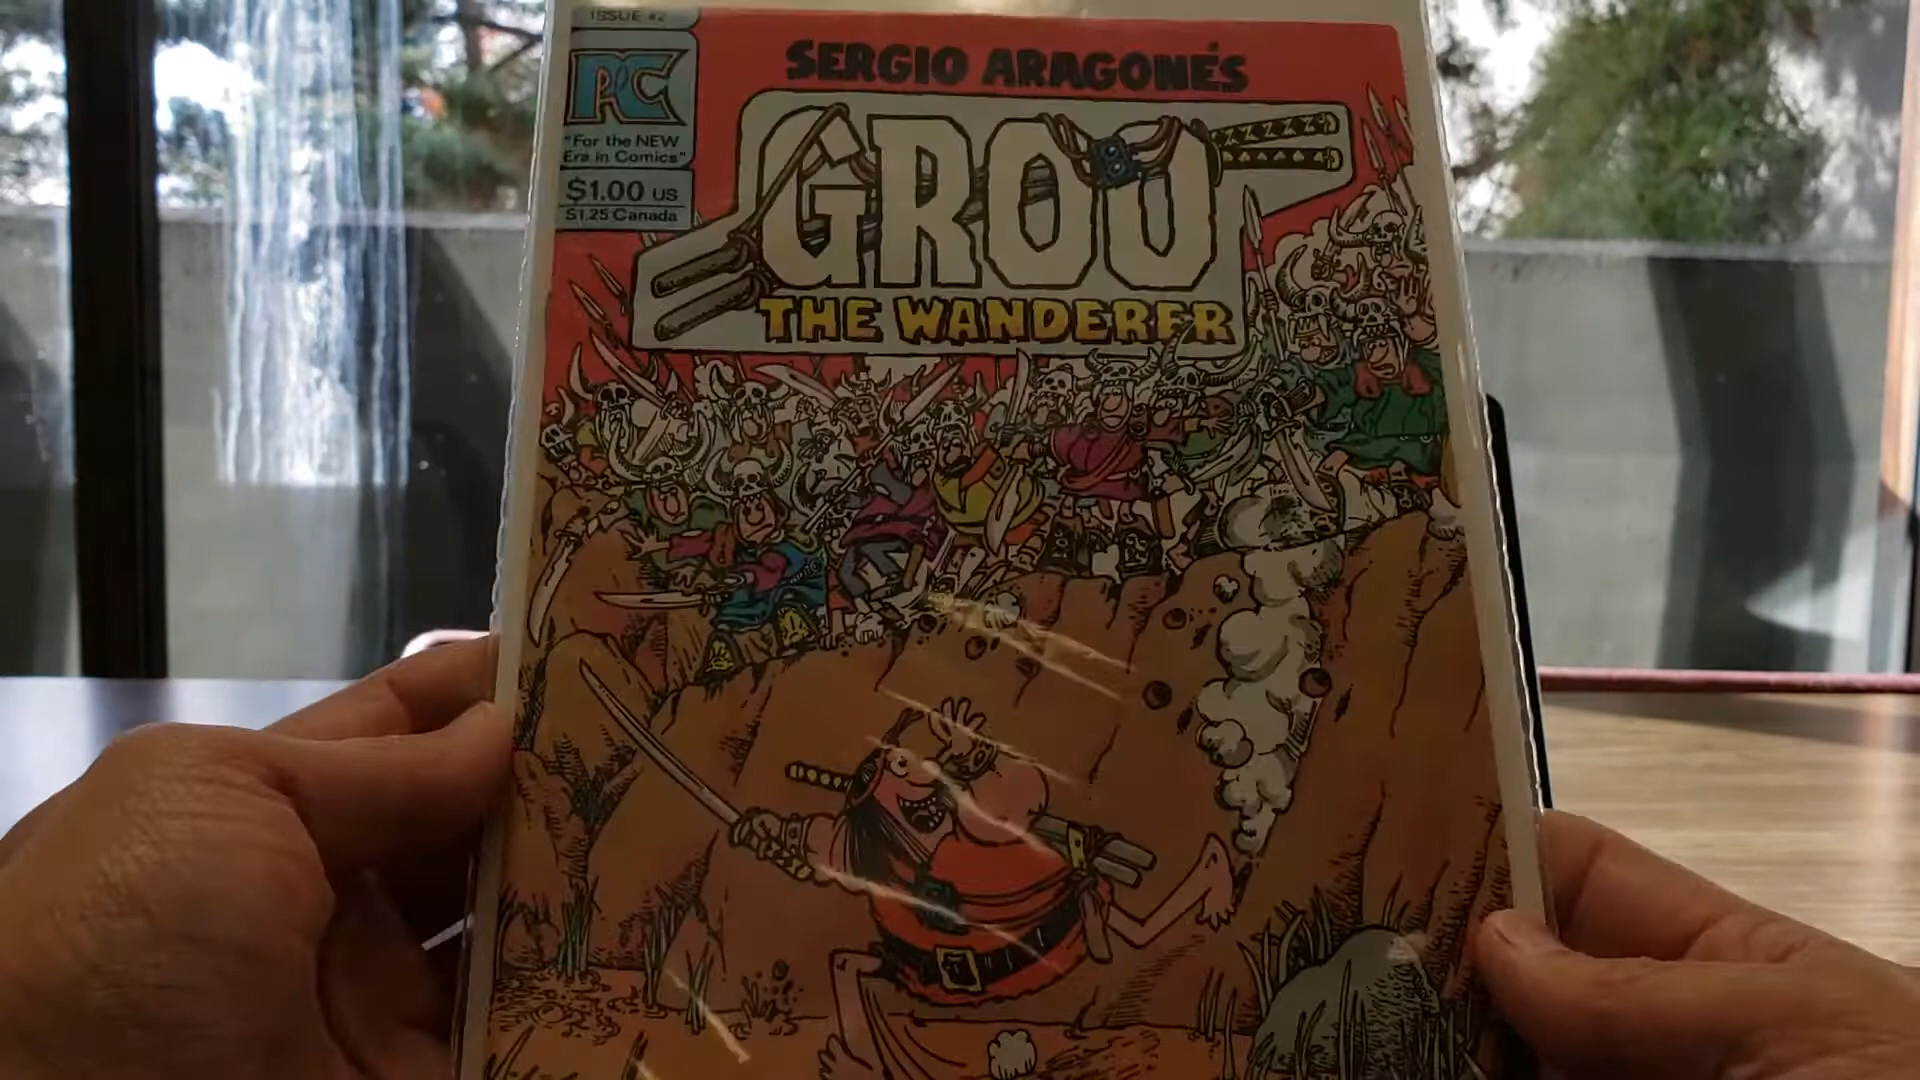 ISSUE #2
PC
"For the NEW
Era in Comics"
$1.00 US
$1.25 Canada
SERGIO ARAGONÉS
GROO
THE WANDERER